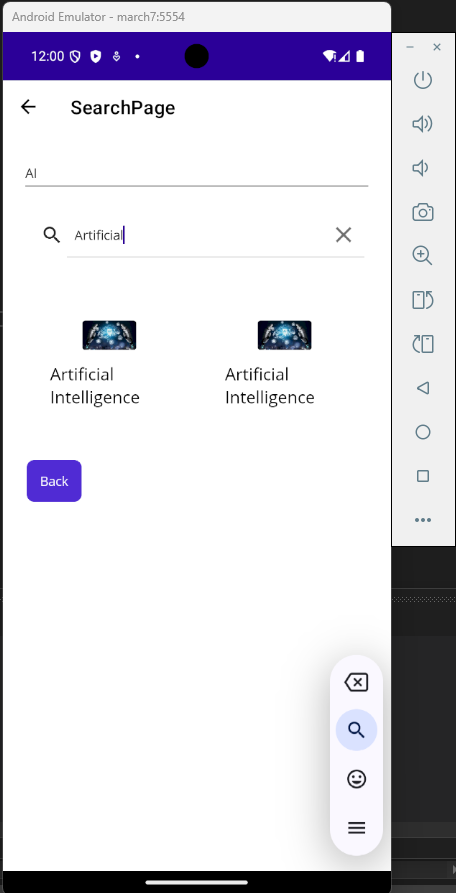 Android Emulator - march7:5554
12:00
SearchPage
AI
Artificial
Artificial
Intelligence
Artificial
Intelligence
Back